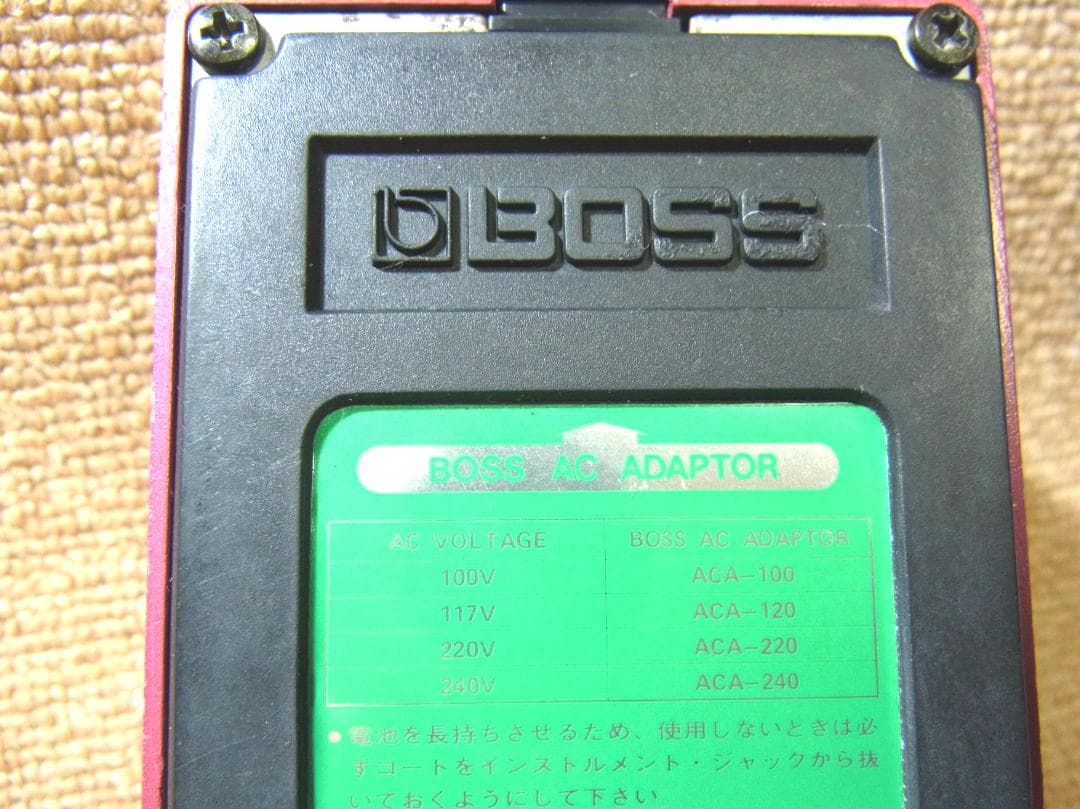 BOSS
BOSS AC ADAPTOR
AC VOLTAGE BOSS AC ADAPTOR
100V ACA-100
117V ACA-120
220V ACA-220
240V ACA-240
● 電池を長持ちさせるため、使用しないときは必
ずコートをインストルメント・ジャックから抜
いておくようにして下さい